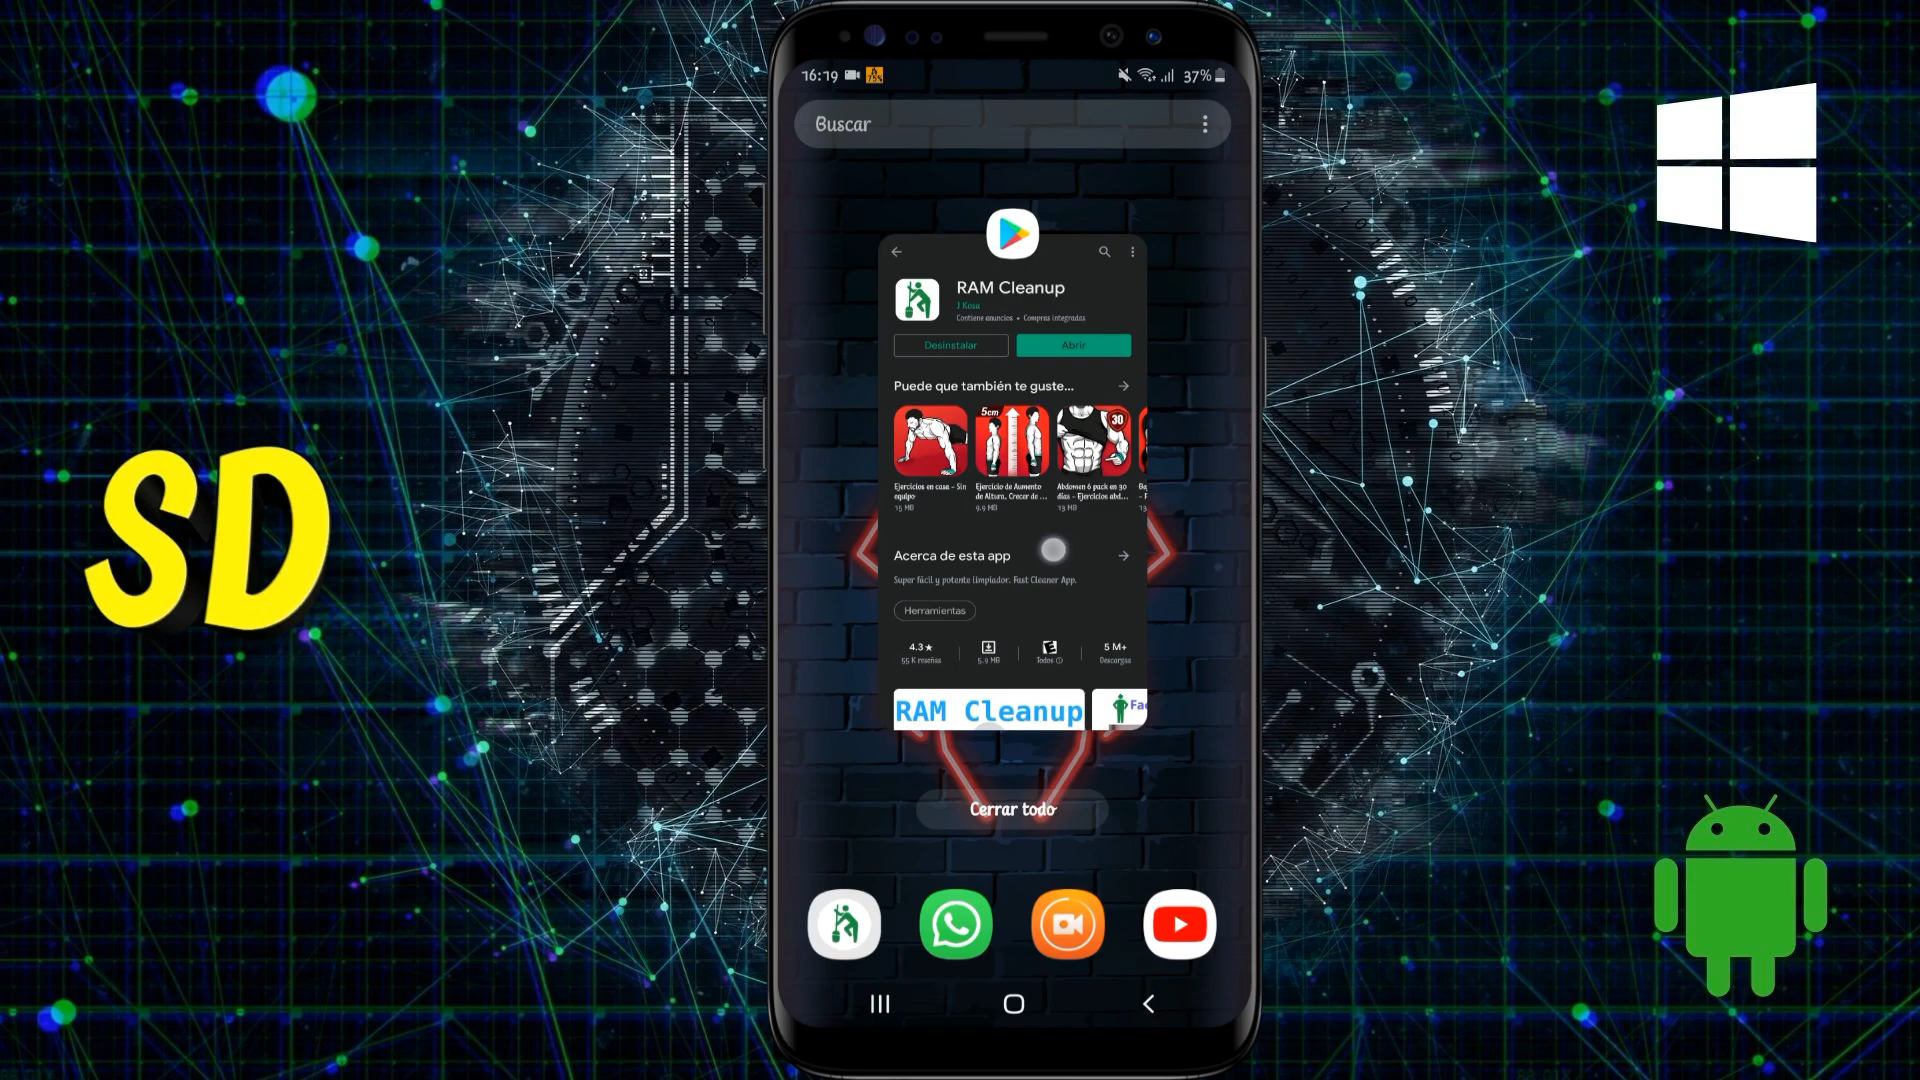 16:19
75%
37%
Buscar
RAM Cleanup
J Kosa
Contiene anuncios • Compras integradas
Desinstalar
Abrir
Puede que también te guste...
5cm
30
Ejercicios en casa - Sin equipo
15 MB
Ejercicio de Aumento de Altura, Crecer de ...
9.9 MB
Abdomen 6 pack en 30 días - Ejercicios abd...
13 MB
Acerca de esta app
Super fácil y potente limpiador. Fast Cleaner App.
Herramientas
4.3★
55 K reseñas
5.9 MB
E
Todos
5 M+
Descargas
RAM Cleanup
Cerrar todo
SD